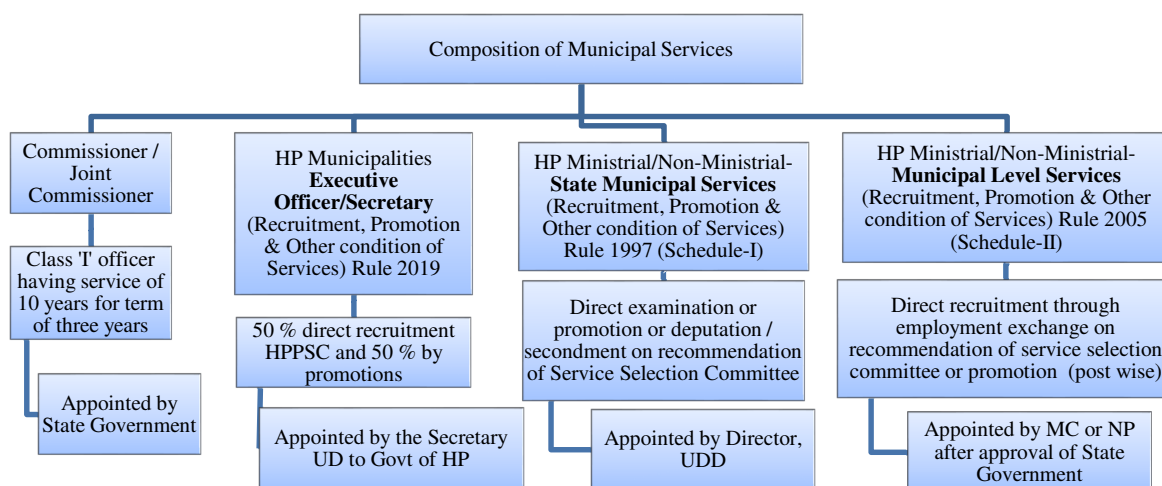 Composition of Municipal Services
Commissioner /
Joint
Commissioner
Class 'I' officer
having service of
10 years for term
of three years
Appointed by
State Government
HP Municipalities
Executive
Officer/Secretary
(Recruitment, Promotion
& Other condition of
Services) Rule 2019
50 % direct recruitment
HPPSC and 50 % by
promotions
Appointed by the Secretary
UD to Govt of HP
HP Ministrial/Non-Ministrial-
State Municipal Services
(Recruitment, Promotion &
Other condition of Services)
Rule 1997 (Schedule-I)
Direct examination or
promotion or deputation /
secondment on recommendation
of Service Selection Committee
Appointed by Director,
UDD
HP Ministrial/Non-Ministrial-
Municipal Level Services
(Recruitment, Promotion & Other
condition of Services) Rule 2005
(Schedule-II)
Direct recruitment through
employment exchange on
recommendation of service selection
committee or promotion (post wise)
Appointed by MC or NP
after approval of State
Government